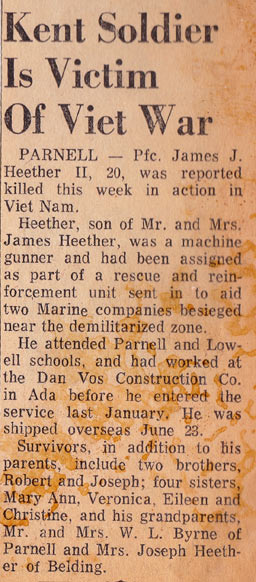 Kent Soldier
Is Victim
Of Viet War
PARNELL — Pfc. James J.
Heether II, 20, was reported
killed this week in action in
Viet Nam.
Heether, son of Mr. and Mrs.
James Heether, was a machine
gunner and had been assigned
as part of a rescue and rein-
forcement unit sent in to aid
two Marine companies besieged
near the demilitarized zone.
He attended Parnell and Low-
ell schools, and had worked at
the Dan Vos Construction Co.
in Ada before he entered the
service last January. He was
shipped overseas June 23.
Survivors, in addition to his
parents, include two brothers,
Robert and Joseph; four sisters,
Mary Ann, Veronica, Eileen and
Christine, and his grandparents,
Mr. and Mrs. W. L. Byrne of
Parnell and Mrs. Joseph Heeth-
er of Belding.